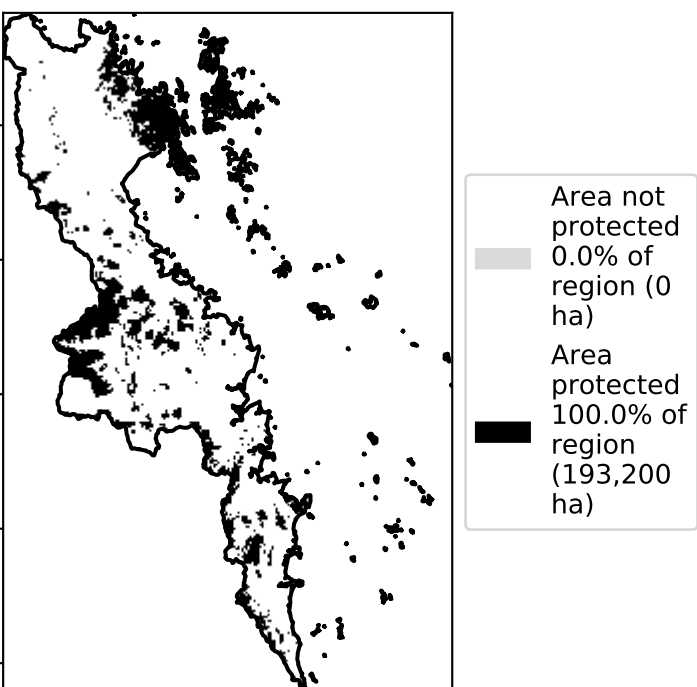 Area not
protected
0.0% of
region (0
ha)
Area
protected
100.0% of
region
(193,200
ha)